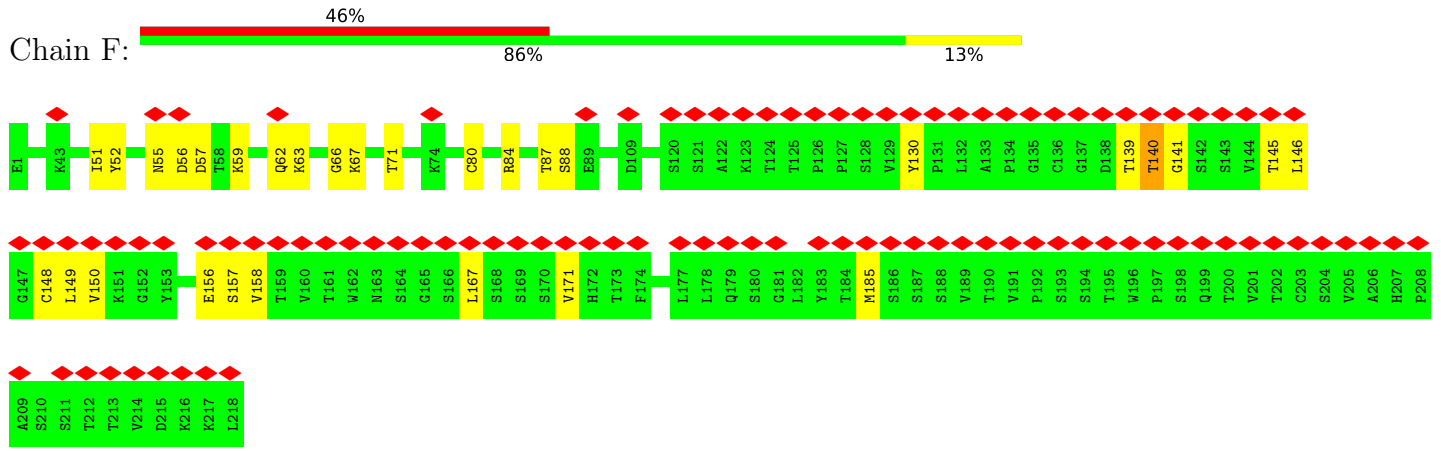 46%
Chain F:
86% 13%
E1 K43 I51 Y52 N55 D56 D57 T58 K59 Q62 K63 G66 K67 T71 K74 C80 R84 T87 S88 E89 D109 S120 S121 A122 K123 T124 T125 P126 P127 S128 V129 Y130 P131 L132 A133 P134 G135 C136 G137 D138 T139 T140 G141 S142 S143 V144 T145 L146
G147 C148 L149 V150 K151 G152 Y153 E156 S157 V158 T159 V160 T161 W162 N163 S164 G165 S166 L167 S168 S169 S170 V171 H172 T173 F174 L177 L178 Q179 S180 G181 L182 Y183 T184 M185 S186 S187 S188 V189 T190 V191 P192 S193 S194 T195 W196 P197 S198 Q199 T200 V201 T202 C203 S204 V205 A206 H207 P208
A209 S210 S211 T212 T213 V214 D215 K216 K217 L218